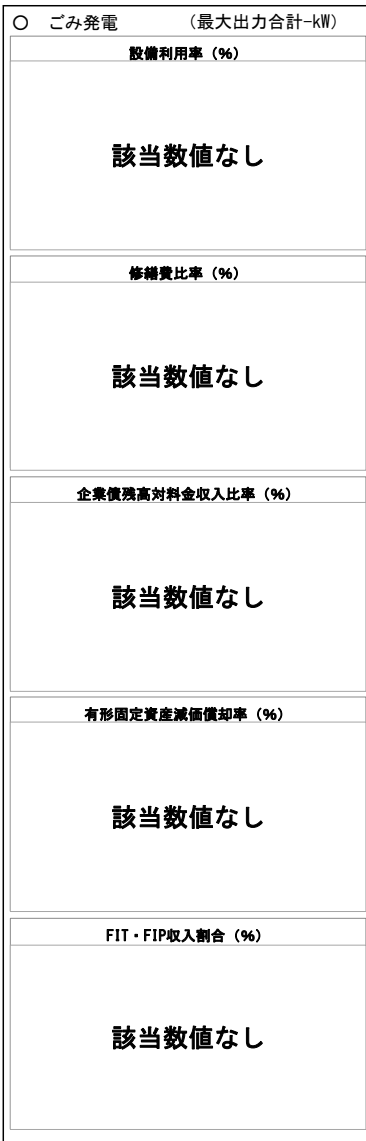 ○ ごみ発電 (最大出力合計-kW)
設備利用率（%）
該当数値なし
修繕費比率（%）
該当数値なし
企業債残高対料金収入比率（%）
該当数値なし
有形固定資産減価償却率（%）
該当数値なし
FIT・FIP収入割合（%）
該当数値なし